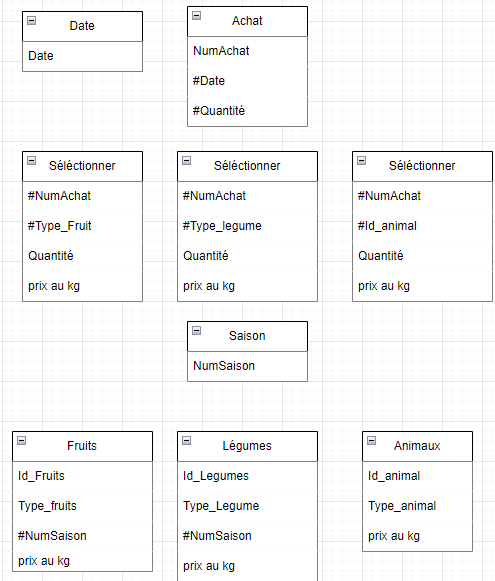 Date
Date
Achat
NumAchat
#Date
#Quantité
Séléctionner
#NumAchat
#Type_Fruit
Quantité
prix au kg
Séléctionner
#NumAchat
#Type_legume
Quantité
prix au kg
Séléctionner
#NumAchat
#Id_animal
Quantité
prix au kg
Saison
NumSaison
Fruits
Id_Fruits
Type_fruits
#NumSaison
prix au kg
Légumes
Id_Legumes
Type_Legume
#NumSaison
prix au kg
Animaux
Id_animal
Type_animal
prix au kg